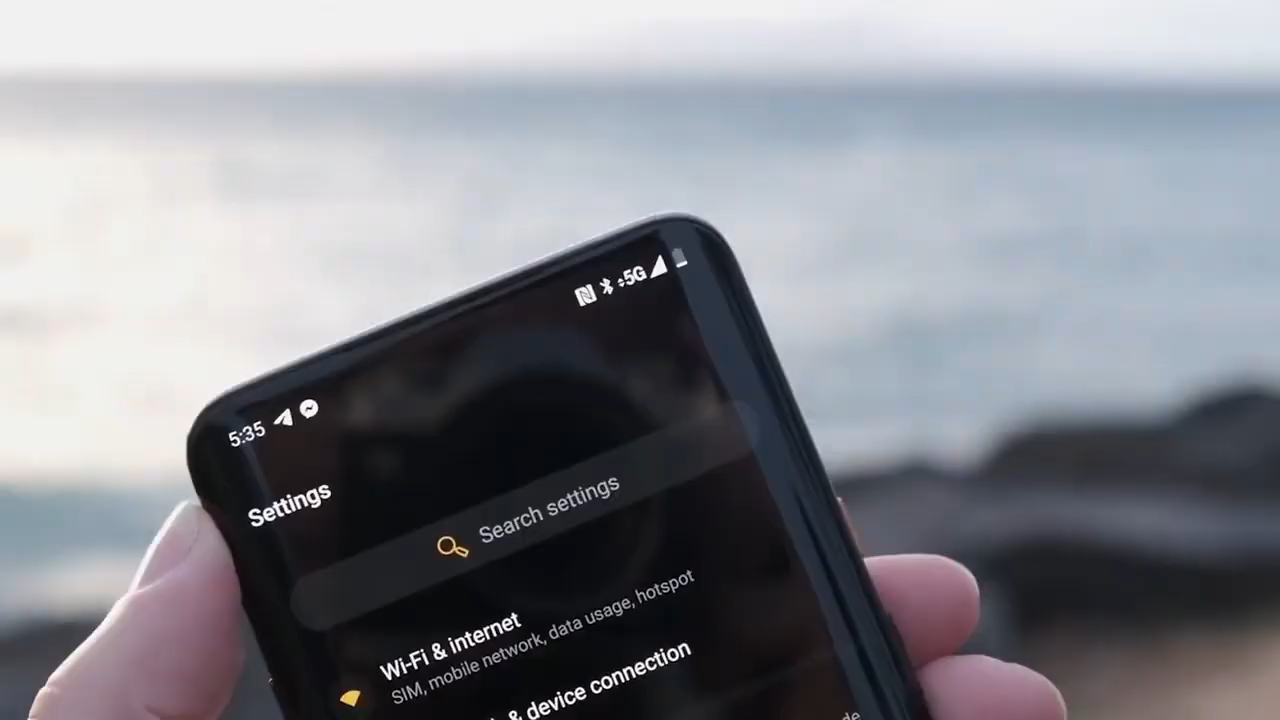 5:35
5G
Settings
Search settings
Wi-Fi & internet
SIM, mobile network, data usage, hotspot
& device connection